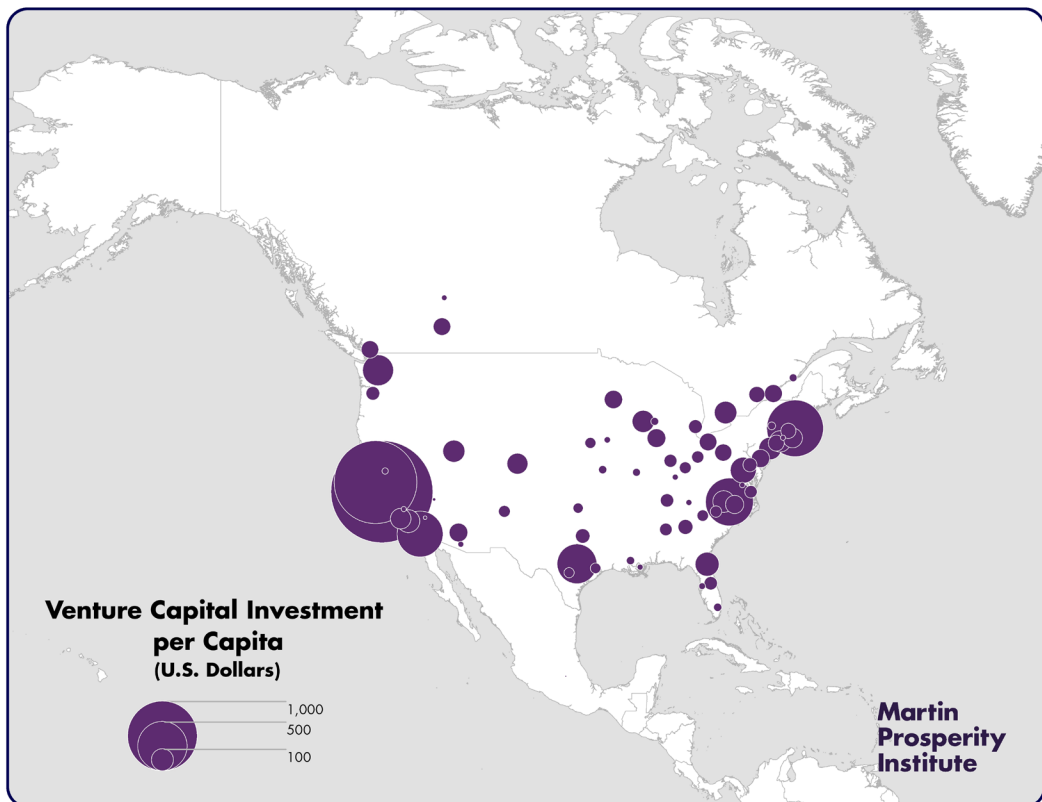 Venture Capital Investment
per Capita
(U.S. Dollars)
1,000
500
100
Martin
Prosperity
Institute